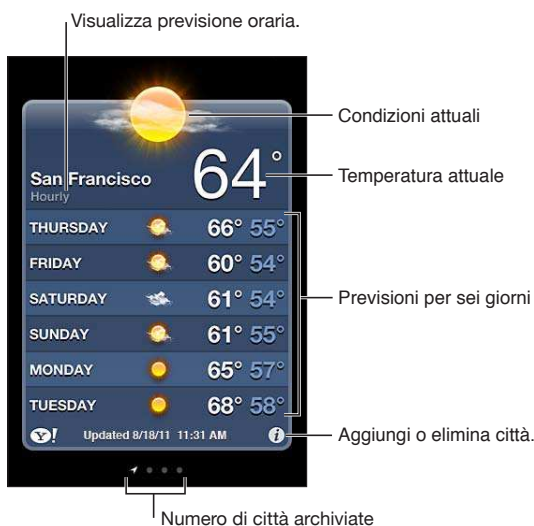 Visualizza previsione oraria.
Condizioni attuali
64°
Temperatura attuale
San Francisco
Hourly
THURSDAY 66° 55°
FRIDAY 60° 54°
SATURDAY 61° 54°
Previsioni per sei giorni
SUNDAY 61° 55°
MONDAY 65° 57°
TUESDAY 68° 58°
Y! Updated 8/18/11 11:31 AM i
Aggiungi o elimina città.
Numero di città archiviate